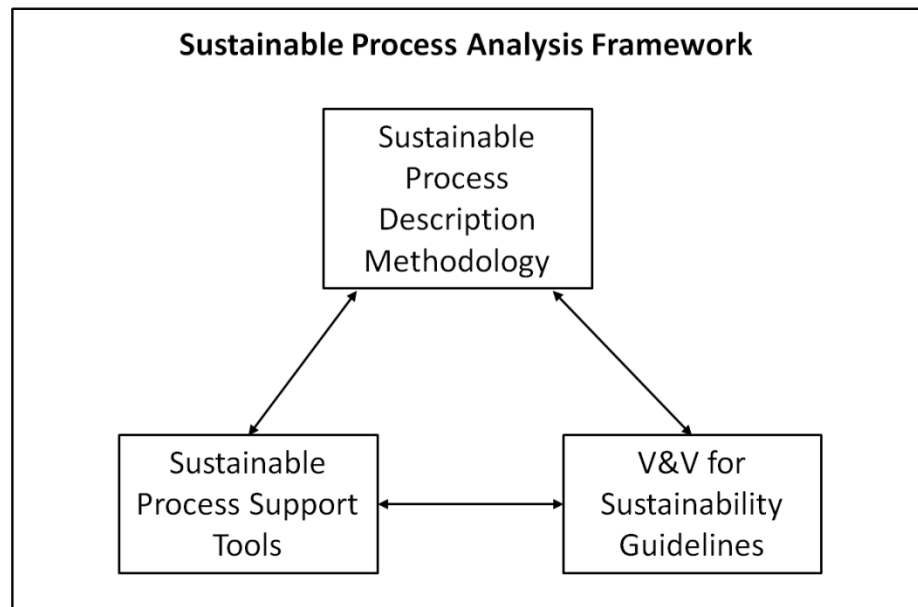 Sustainable Process Analysis Framework
Sustainable
Process
Description
Methodology
Sustainable
Process Support
Tools
V&V for
Sustainability
Guidelines